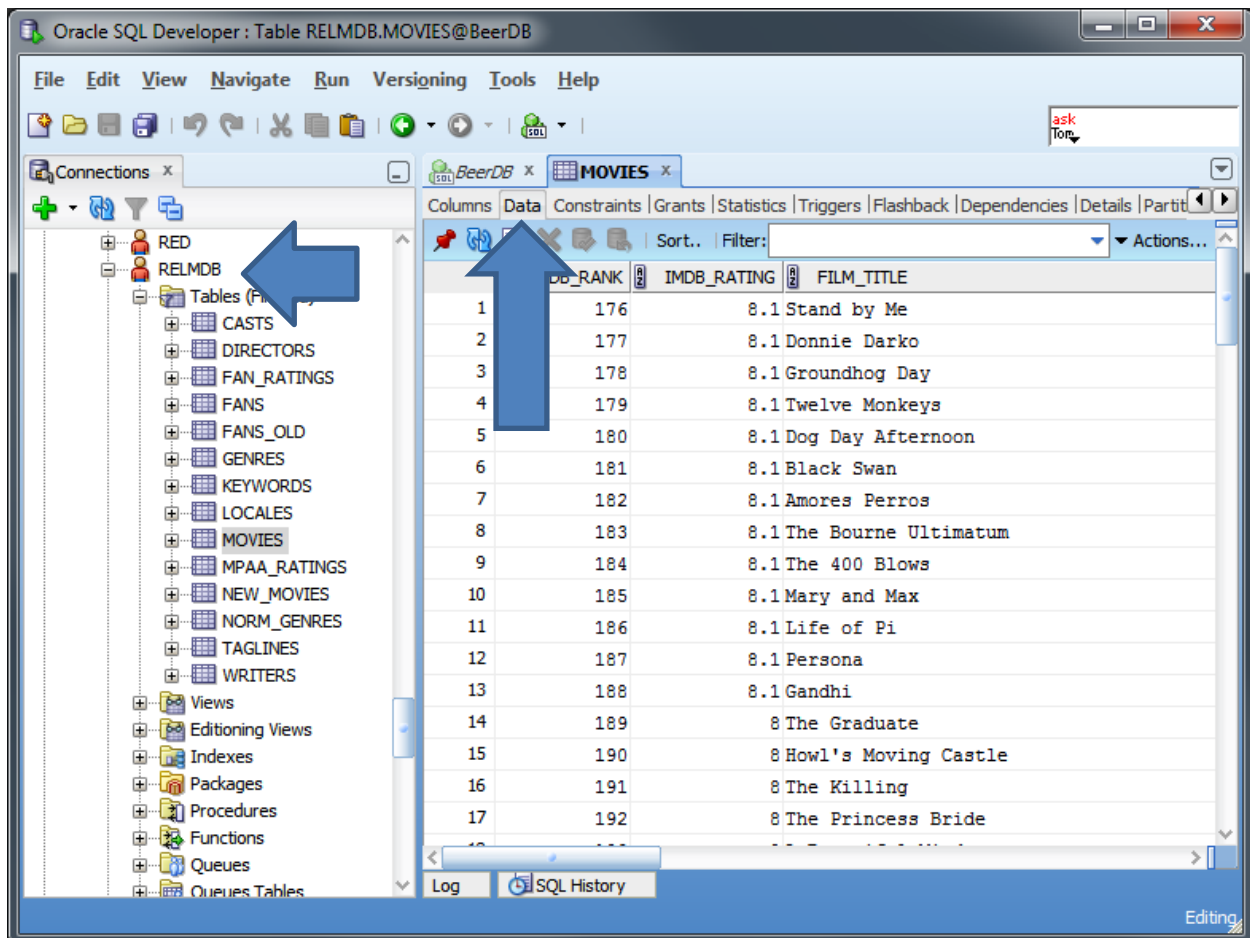 Oracle SQL Developer : Table RELMDB.MOVIES@BeerDB
File Edit View Navigate Run Versioning Tools Help
ask
Tom
Connections
RED
RELMDB
Tables
CASTS
DIRECTORS
FAN_RATINGS
FANS
FANS_OLD
GENRES
KEYWORDS
LOCALES
MOVIES
MPAA_RATINGS
NEW_MOVIES
NORM_GENRES
TAGLINES
WRITERS
Views
Editioning Views
Indexes
Packages
Procedures
Functions
Queues
Queues Tables
BeerDB MOVIES
Columns Data Constraints |Grants |Statistics |Triggers |Flashback |Dependencies |Details |Partit
Sort.. Filter: Actions...
DB_RANK IMDB_RATING FILM_TITLE
1 176 8.1 Stand by Me
2 177 8.1 Donnie Darko
3 178 8.1 Groundhog Day
4 179 8.1 Twelve Monkeys
5 180 8.1 Dog Day Afternoon
6 181 8.1 Black Swan
7 182 8.1 Amores Perros
8 183 8.1 The Bourne Ultimatum
9 184 8.1 The 400 Blows
10 185 8.1 Mary and Max
11 186 8.1 Life of Pi
12 187 8.1 Persona
13 188 8.1 Gandhi
14 189 8 The Graduate
15 190 8 Howl's Moving Castle
16 191 8 The Killing
17 192 8 The Princess Bride
Log SQL History
Editing